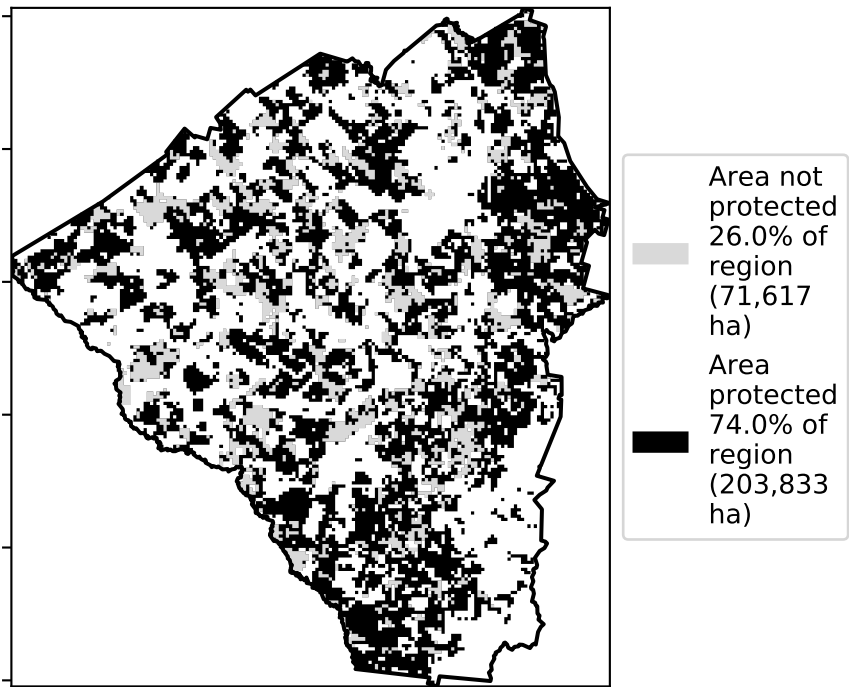 Area not
protected
26.0% of
region
(71,617
ha)
Area
protected
74.0% of
region
(203,833
ha)